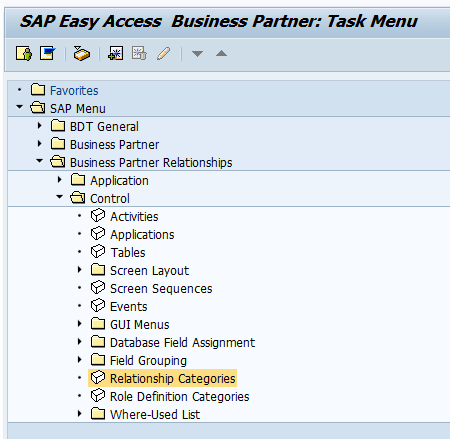 SAP Easy Access Business Partner: Task Menu
Favorites
SAP Menu
BDT General
Business Partner
Business Partner Relationships
Application
Control
Activities
Applications
Tables
Screen Layout
Screen Sequences
Events
GUI Menus
Database Field Assignment
Field Grouping
Relationship Categories
Role Definition Categories
Where-Used List